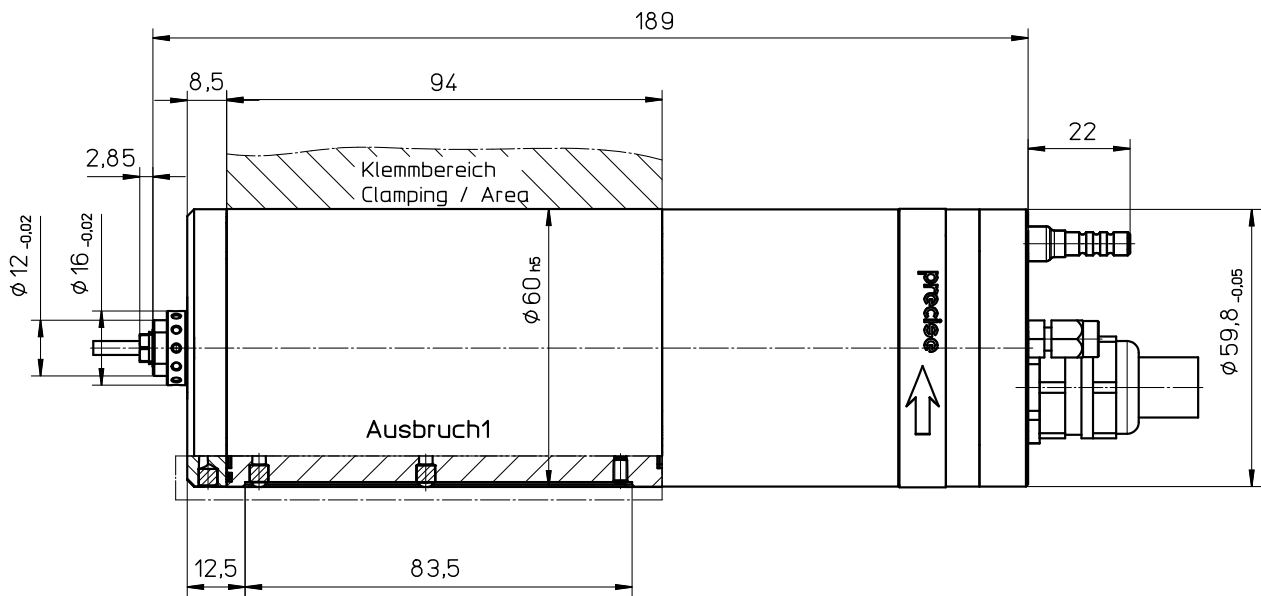 189
8,5
94
22
2,85
Klemmbereich
Clamping / Area
⌀12 -0,02
⌀16 -0,02
⌀60 h5
precise
⌀59,8 -0,05
Ausbruch1
12,5
83,5